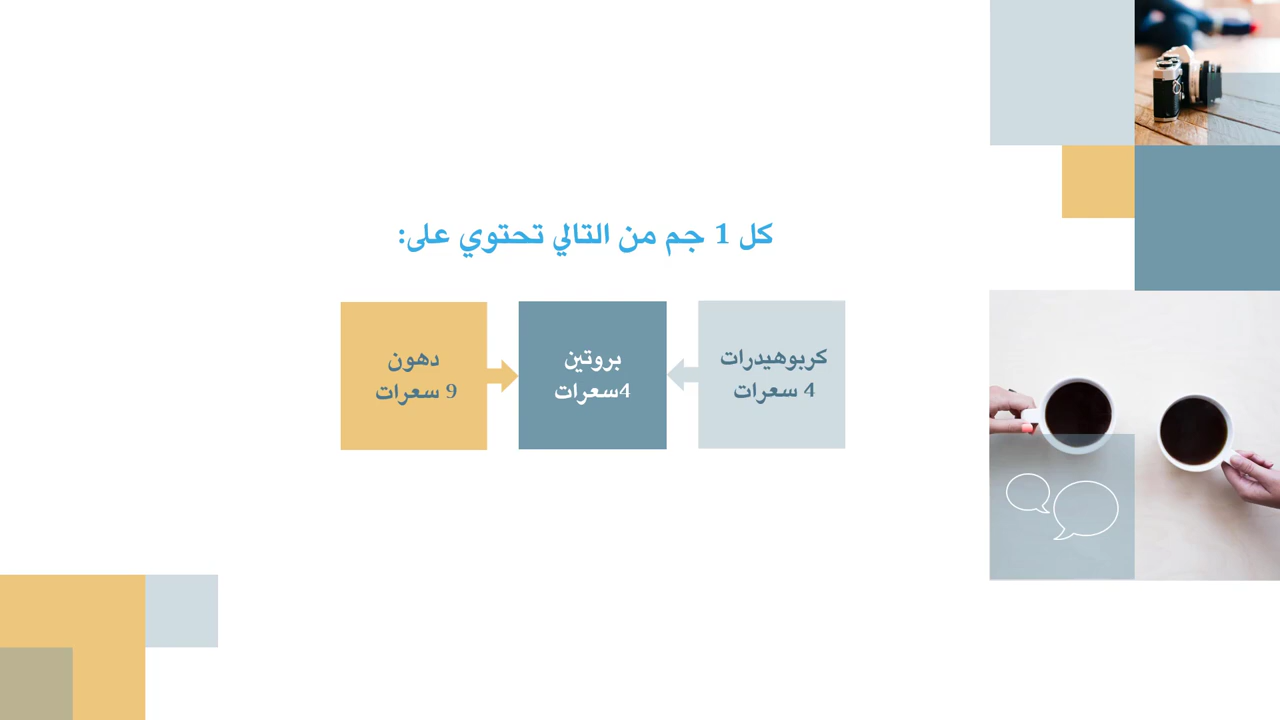 كل 1 جم من التالي تحتوي على:
كربوهيدرات
4 سعرات
بروتين
4سعرات
دهون
9 سعرات